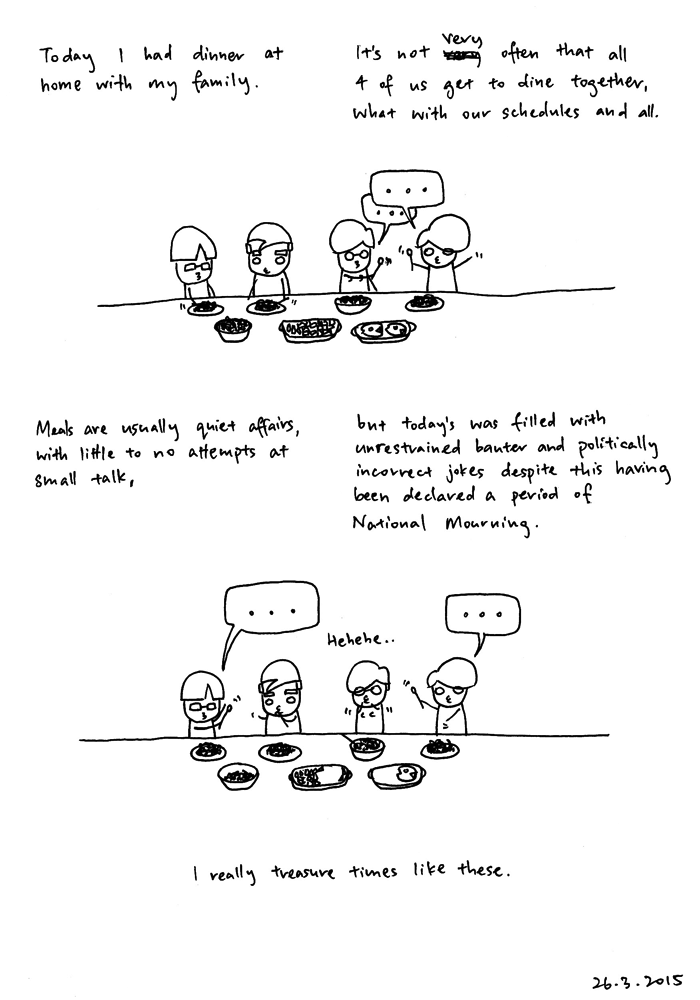 Today I had dinner at
home with my family.
It's not very often that all
4 of us get to dine together,
what with our schedules and all.
. . .
. . .
Meals are usually quiet affairs,
with little to no attempts at
small talk,
but today's was filled with
unrestrained banter and politically
incorrect jokes despite this having
been declared a period of
National Mourning.
. . .
Hehehe..
. . .
I really treasure times like these.
26.3.2015